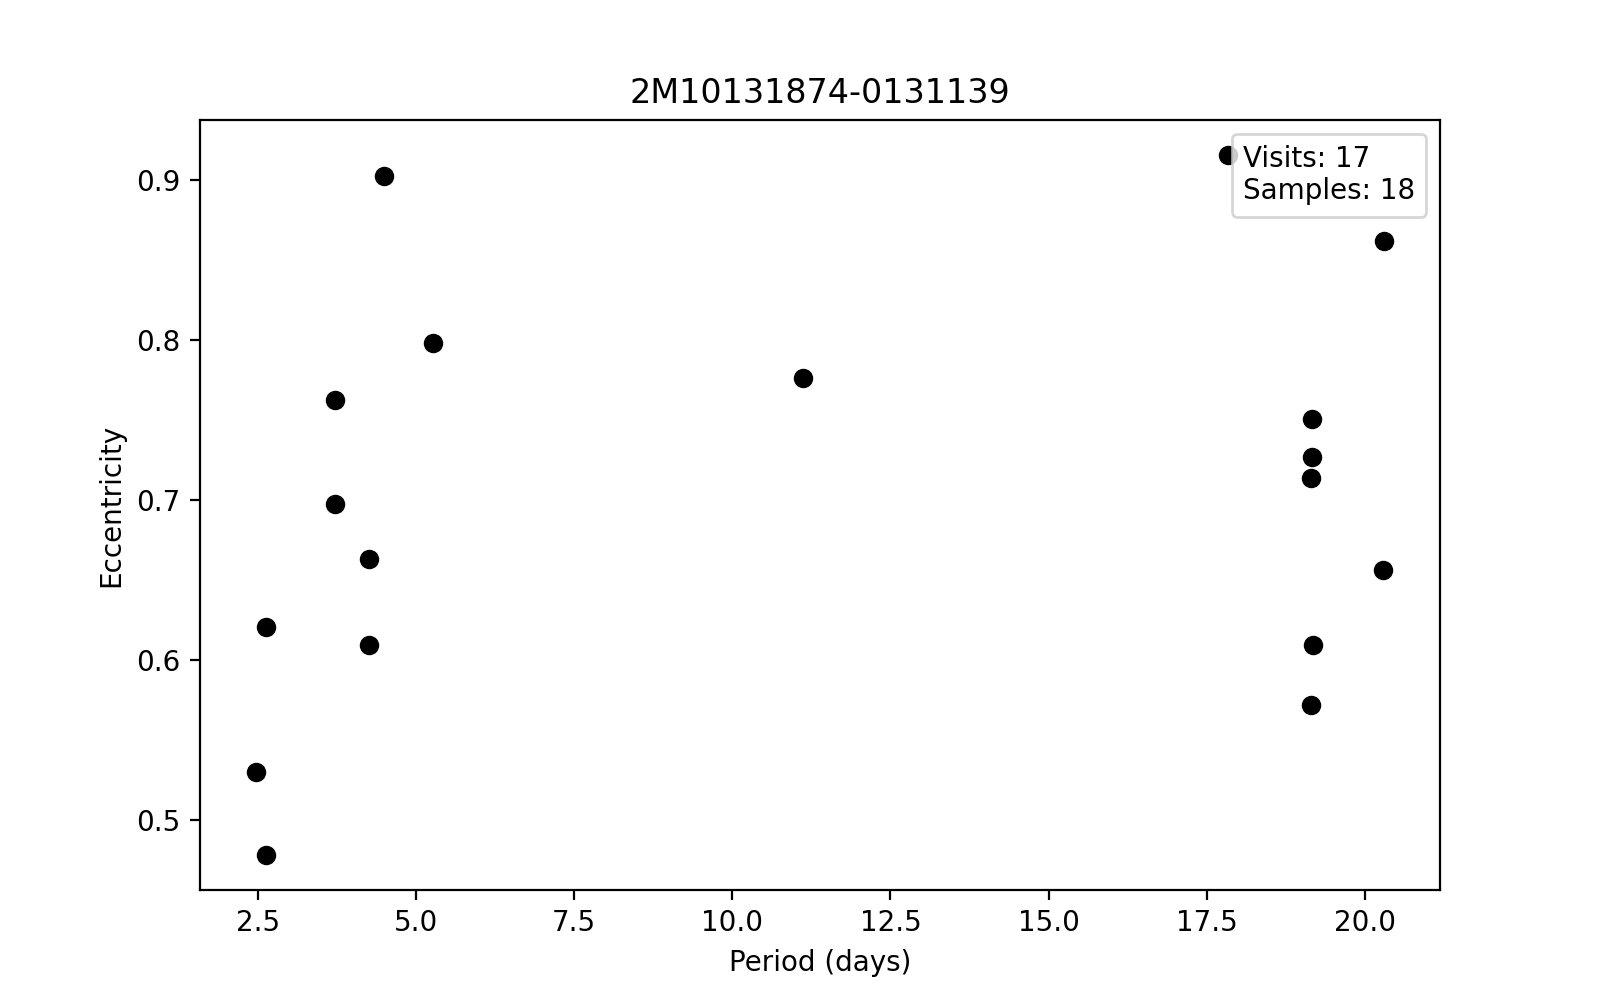 2M10131874-0131139
Visits: 17
Samples: 18
0.9
0.8
0.7
0.6
0.5
Eccentricity
2.5 5.0 7.5 10.0 12.5 15.0 17.5 20.0
Period (days)